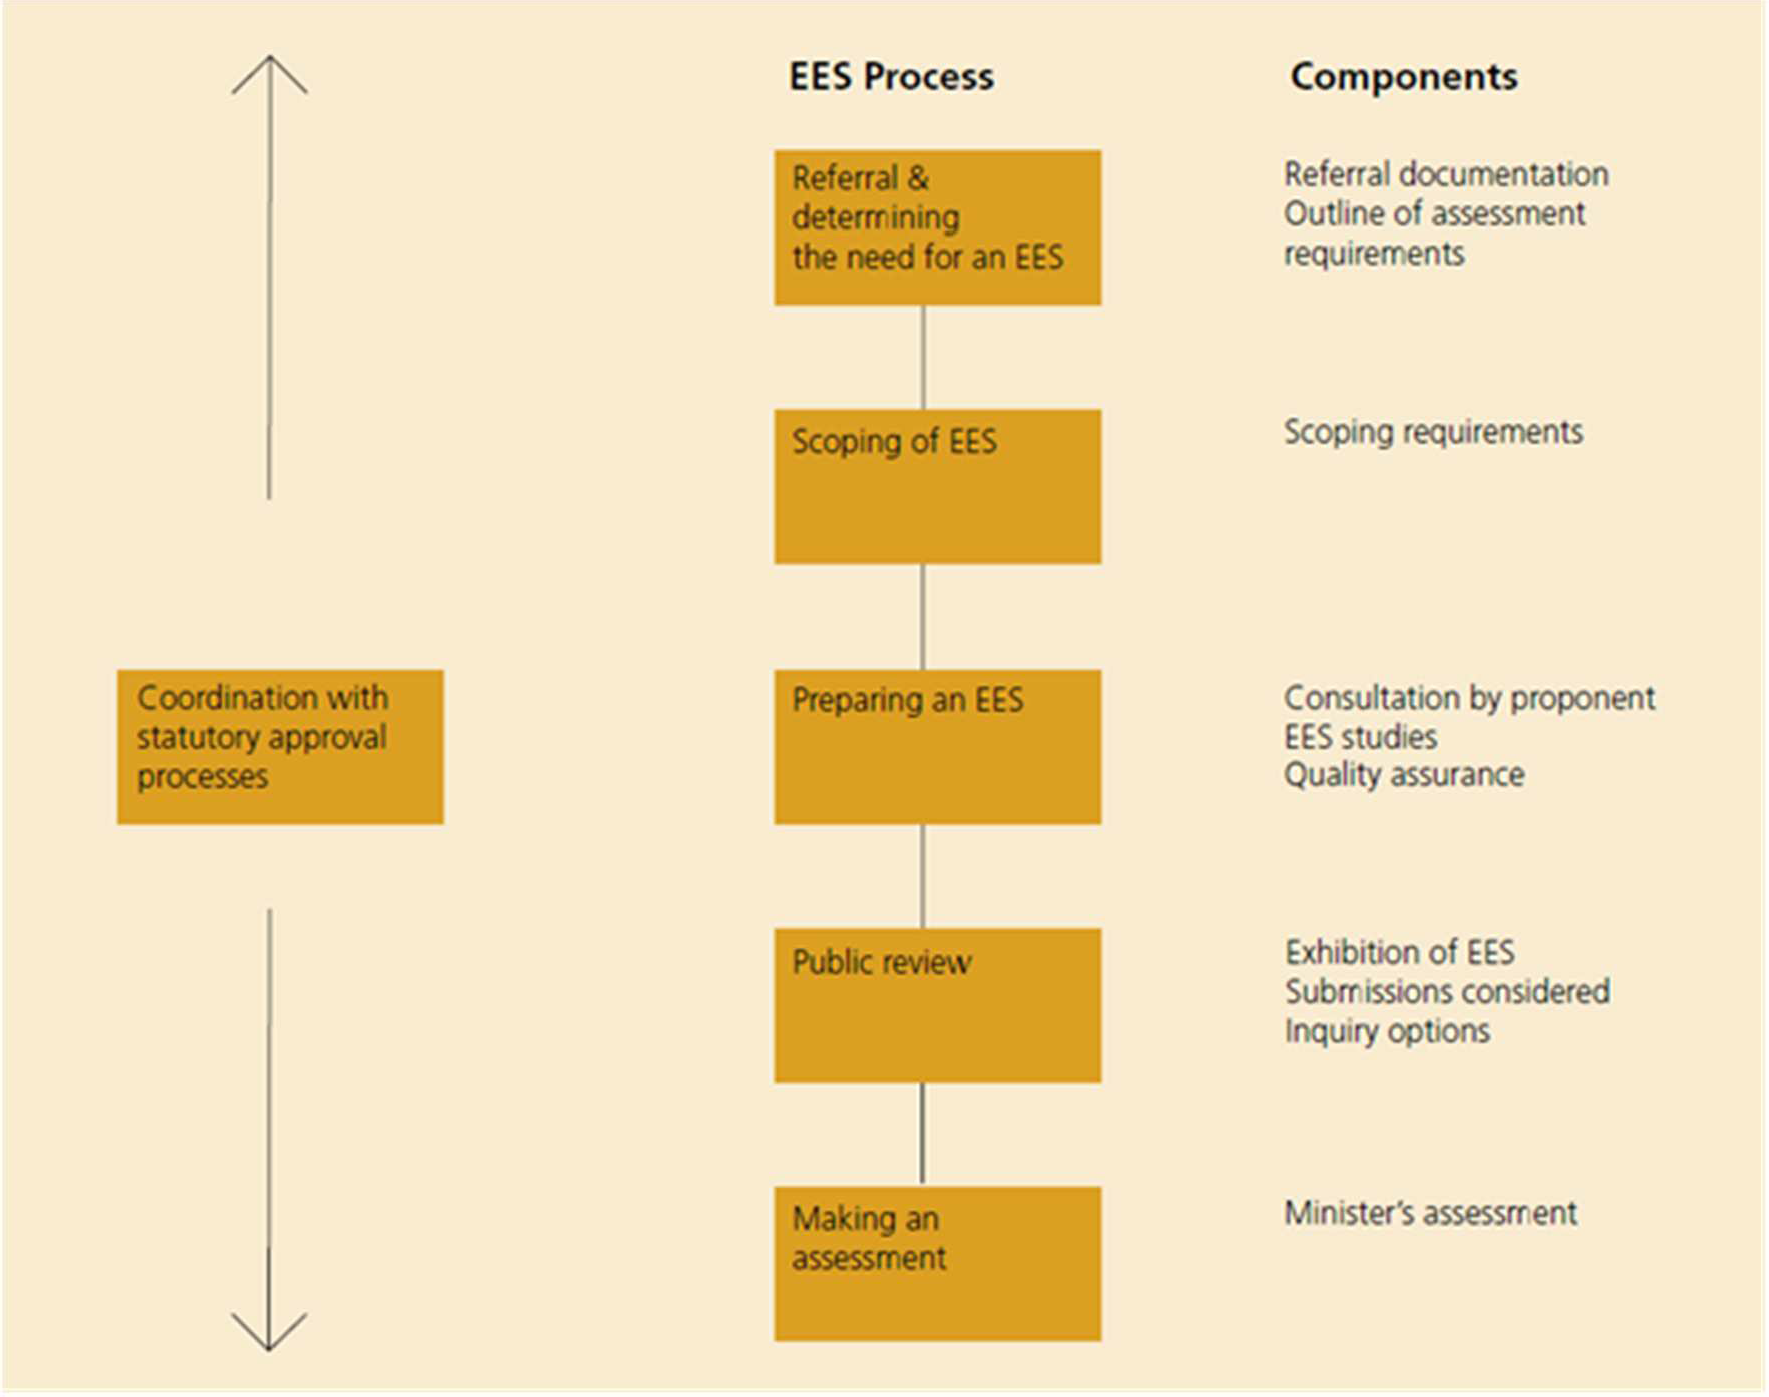 EES Process
Components
Referral &
determining
the need for an EES
Referral documentation
Outline of assessment
requirements
Scoping of EES
Scoping requirements
Coordination with
statutory approval
processes
Preparing an EES
Consultation by proponent
EES studies
Quality assurance
Public review
Exhibition of EES
Submissions considered
Inquiry options
Making an
assessment
Minister's assessment